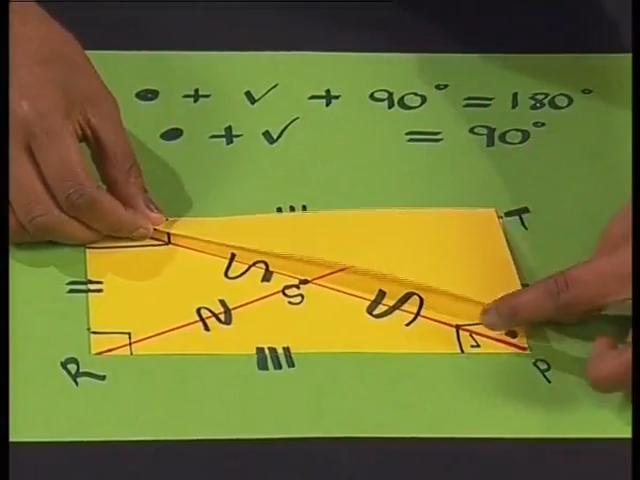 ● + ✓ + 90° = 180°
● + ✓ = 90°
T
S
R
P